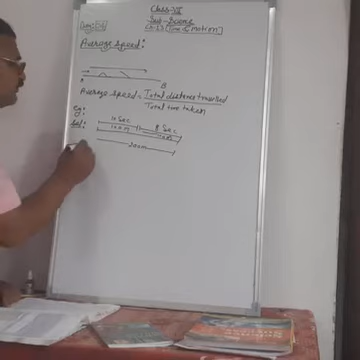 Class-VII
Sub-Science
Ch-13 [Time & Motion]
Average Speed:
B
Average Speed = Total distance travelled
Total time taken
Eg:
10 Sec
8 Sec
Sol:
100m
200m